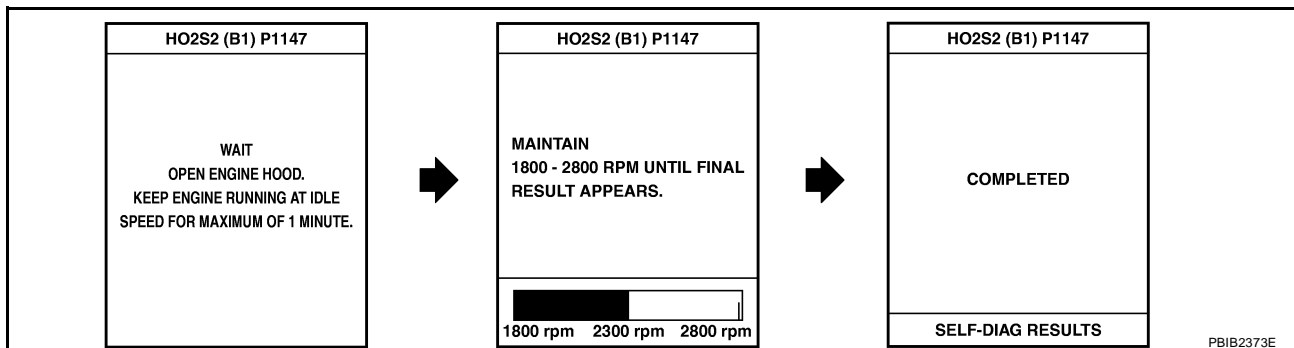 HO2S2 (B1) P1147
WAIT
OPEN ENGINE HOOD.
KEEP ENGINE RUNNING AT IDLE
SPEED FOR MAXIMUM OF 1 MINUTE.
HO2S2 (B1) P1147
MAINTAIN
1800 - 2800 RPM UNTIL FINAL
RESULT APPEARS.
1800 rpm 2300 rpm 2800 rpm
HO2S2 (B1) P1147
COMPLETED
SELF-DIAG RESULTS
PBIB2373E